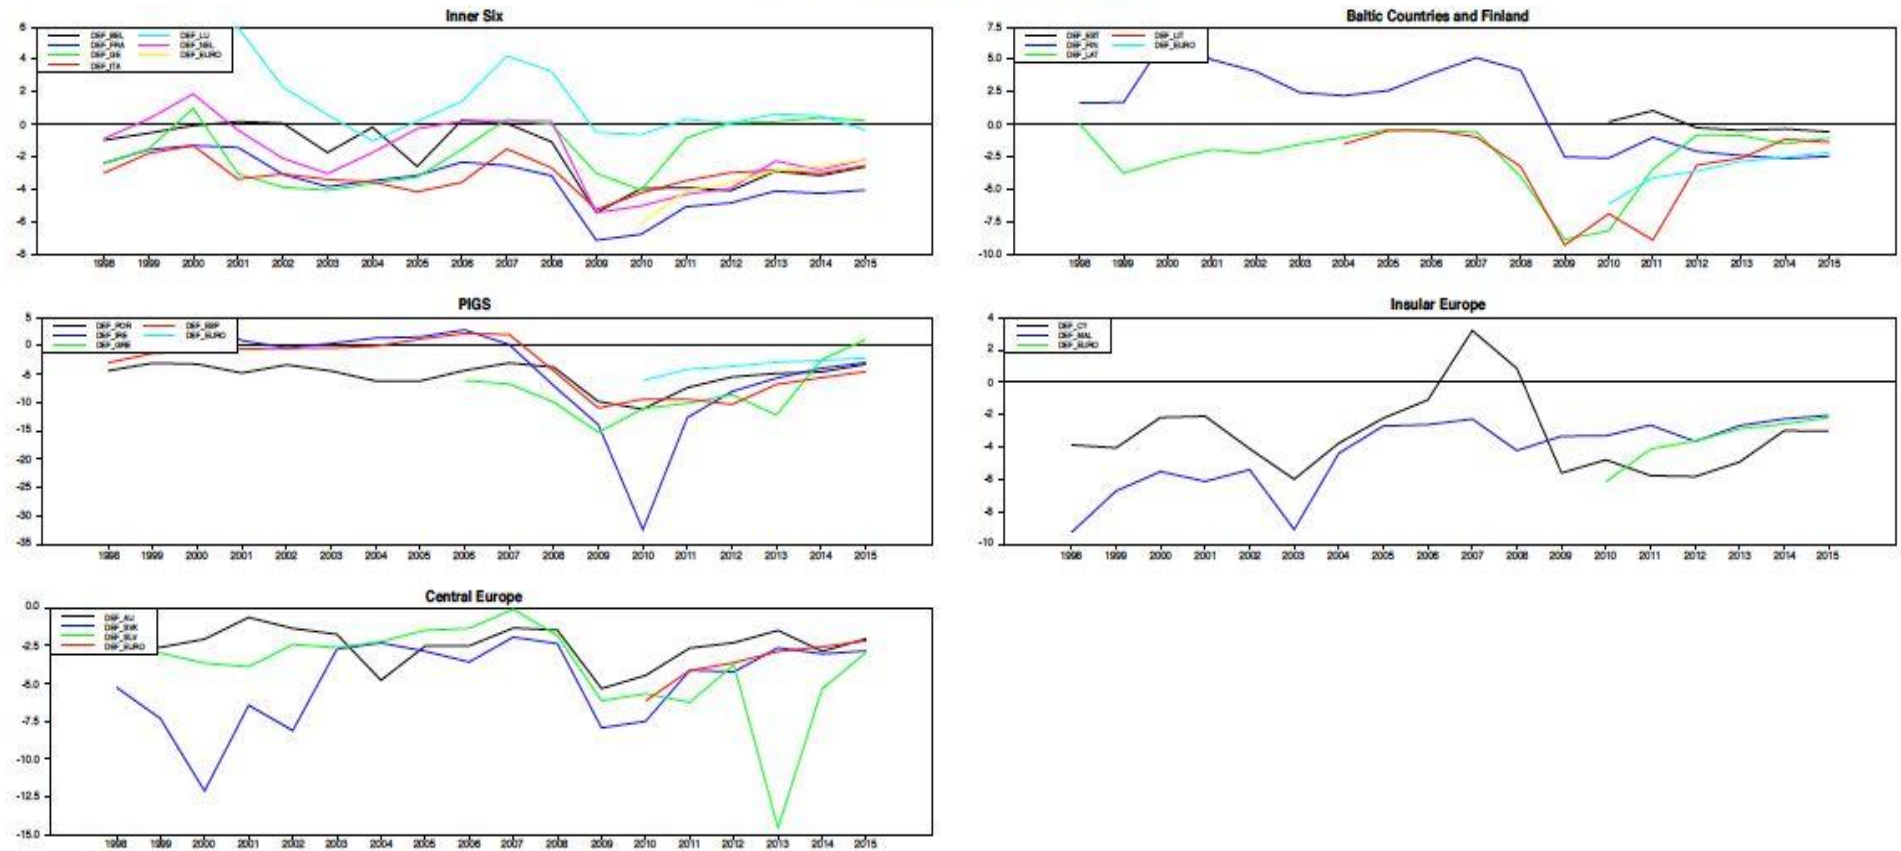 Inner Six
6
4
2
0
-2
-4
-6
-8
DEF_BEL DEF_LU
DEF_FRA DEF_NEL
DEF_GE DEF_EURO
DEF_ITA
1998 1999 2000 2001 2002 2003 2004 2005 2006 2007 2008 2009 2010 2011 2012 2013 2014 2015
Baltic Countries and Finland
7.5
5.0
2.5
0.0
-2.5
-5.0
-7.5
-10.0
DEF_EST DEF_LIT
DEF_FIN DEF_EURO
DEF_LAT
1998 1999 2000 2001 2002 2003 2004 2005 2006 2007 2008 2009 2010 2011 2012 2013 2014 2015
PIGS
5
0
-5
-10
-15
-20
-25
-30
-35
DEF_POR DEF_ESP
DEF_IRE DEF_EURO
DEF_GRE
1998 1999 2000 2001 2002 2003 2004 2005 2006 2007 2008 2009 2010 2011 2012 2013 2014 2015
Insular Europe
4
2
0
-2
-4
-6
-8
-10
DEF_CY
DEF_MAL
DEF_EURO
1998 1999 2000 2001 2002 2003 2004 2005 2006 2007 2008 2009 2010 2011 2012 2013 2014 2015
Central Europe
0.0
-2.5
-5.0
-7.5
-10.0
-12.5
-15.0
DEF_AU
DEF_SVK
DEF_SLV
DEF_EURO
1998 1999 2000 2001 2002 2003 2004 2005 2006 2007 2008 2009 2010 2011 2012 2013 2014 2015